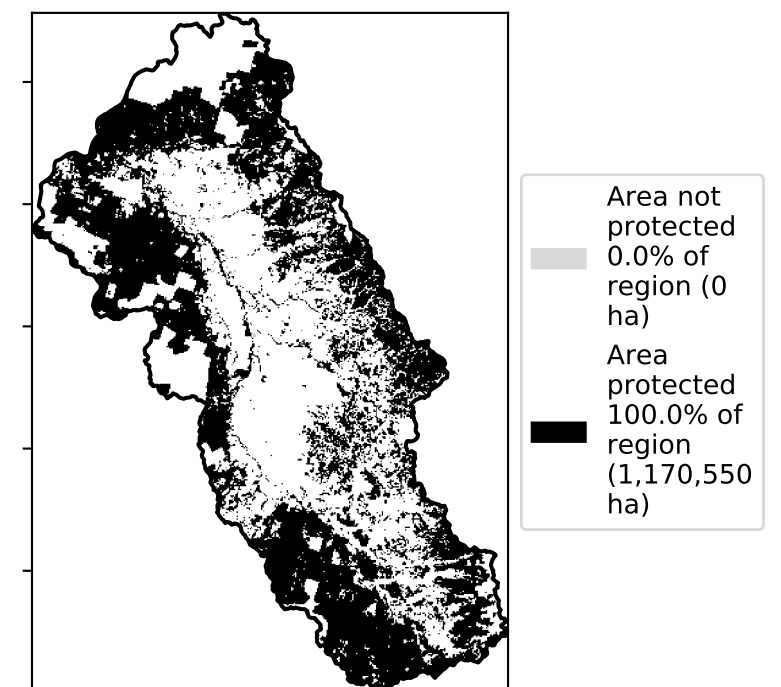 Area not
protected
0.0% of
region (0
ha)
Area
protected
100.0% of
region
(1,170,550
ha)